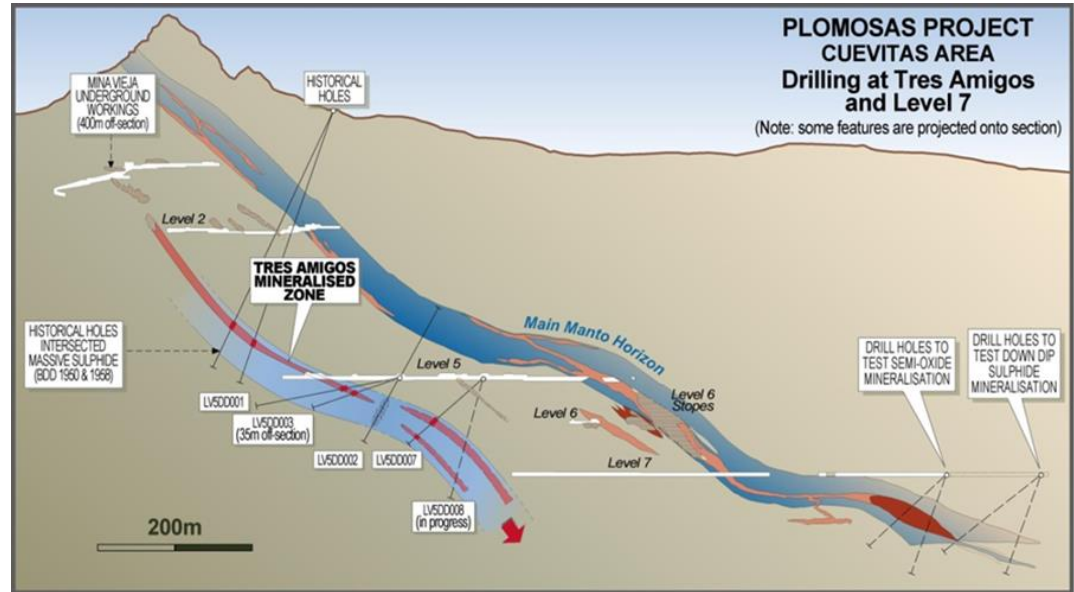 PLOMOSAS PROJECT
CUEVITAS AREA
Drilling at Tres Amigos
and Level 7
(Note: some features are projected onto section)
MINA VIEJA
UNDERGROUND
WORKINGS
(400m off-section)
HISTORICAL
HOLES
Level 2
TRES AMIGOS
MINERALISED
ZONE
HISTORICAL HOLES
INTERSECTED
MASSIVE SULPHIDE
(BDD 1950 & 1958)
Main Manto Horizon
Level 5
DRILL HOLES TO
TEST SEMI-OXIDE
MINERALISATION
DRILL HOLES TO
TEST DOWN DIP
SULPHIDE
MINERALISATION
LV5DD001
LV5DD003
(35m off-section)
LV5DD002
LV5DD007
Level 6
Level 6
Stopes
Level 7
LV5DD008
(in progress)
200m